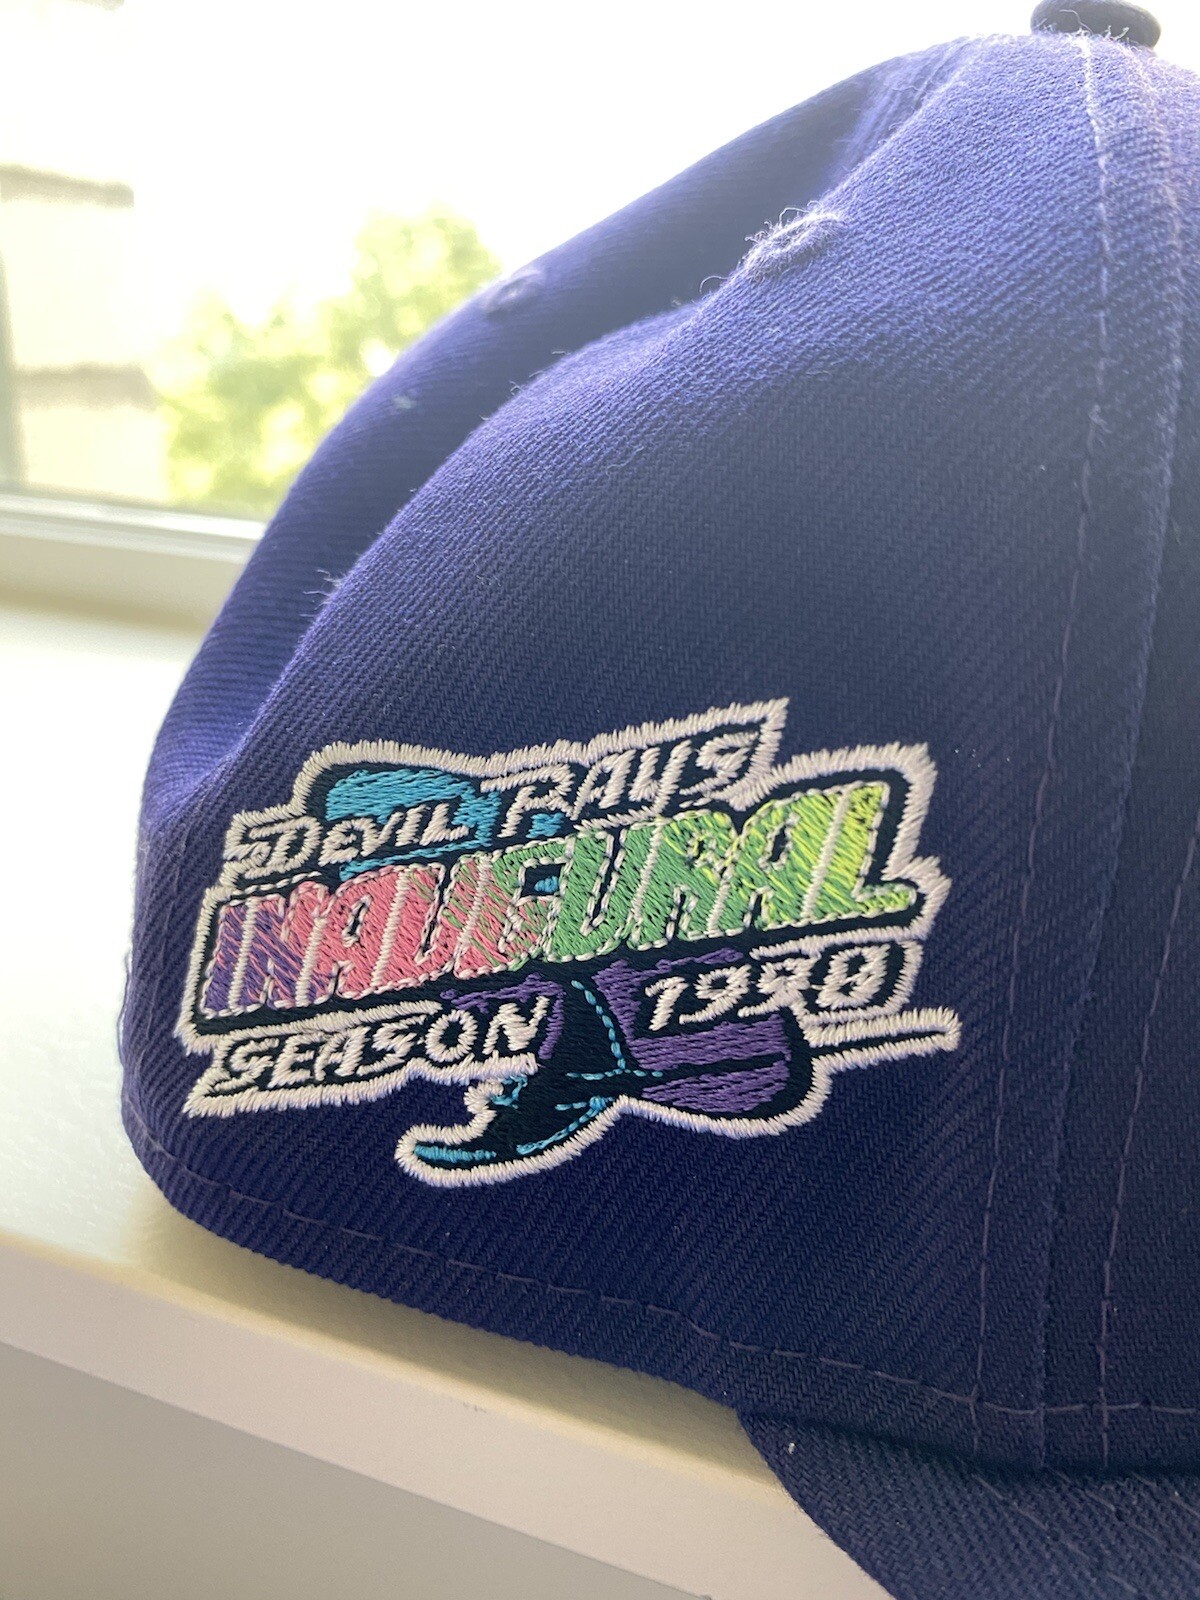 DEVIL RAYS
INAUGURAL
SEASON 1998